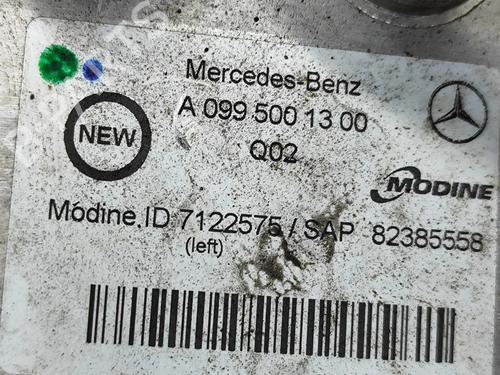 Mercedes-Benz
A 099 500 13 00
NEW
Q02
MODINE
Modine.ID 7122575 / SAP 82385558
(left)